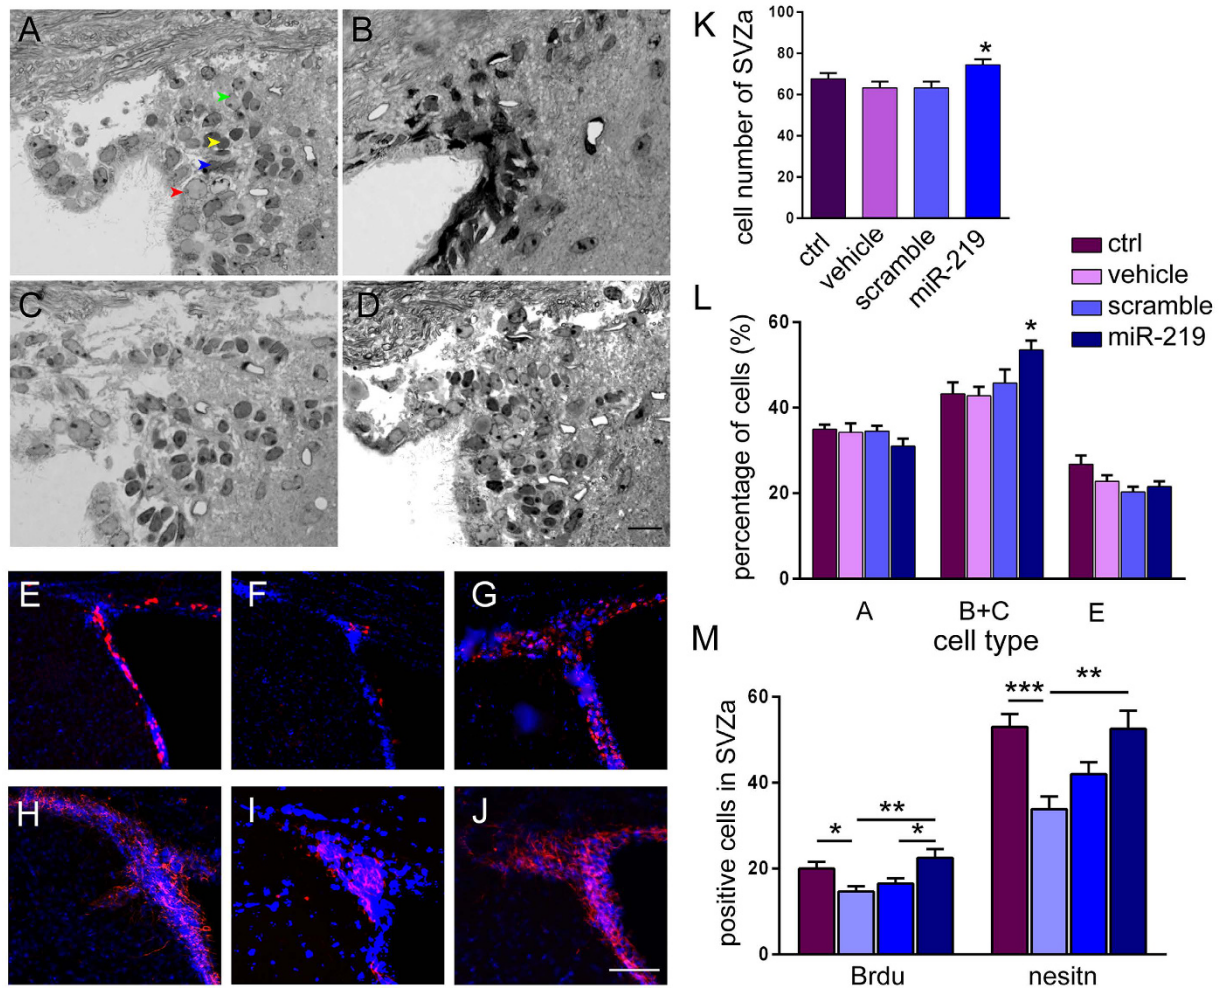 A
B
C
D
E
F
G
H
I
J
K
cell number of SVZa
100
80
60
40
20
0
ctrl
vehicle
scramble
miR-219
*
ctrl
vehicle
scramble
miR-219
L
percentage of cells (%)
60
40
20
0
*
A
B+C
E
cell type
M
positive cells in SVZa
60
40
20
0
*
**
*
***
**
Brdu
nesitn